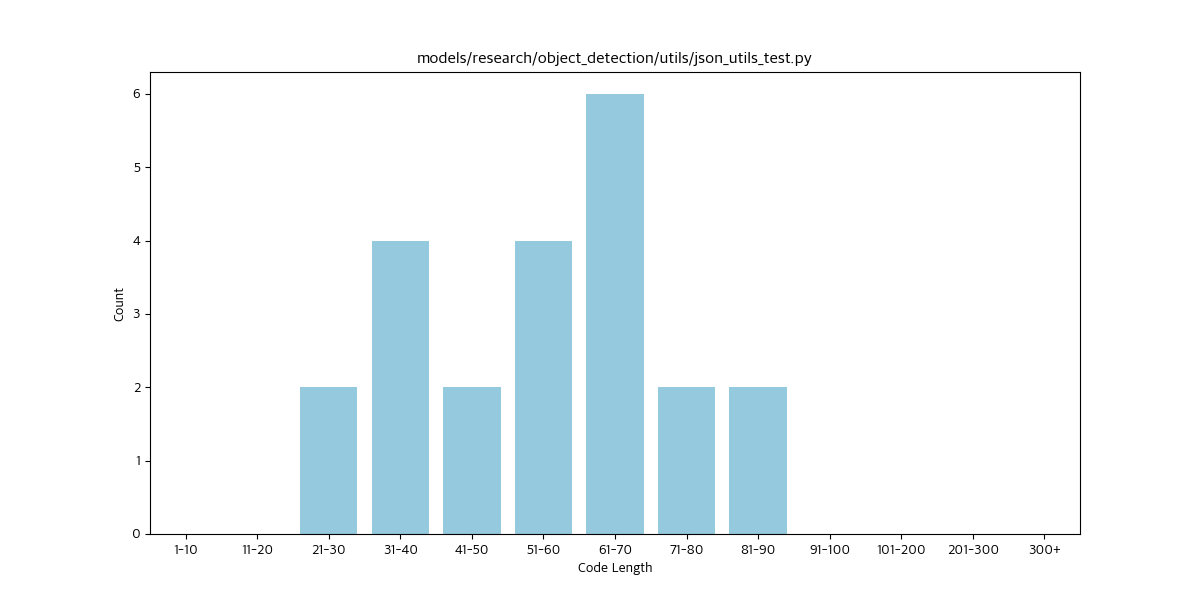 models/research/object_detection/utils/json_utils_test.py
6
5
4
3
2
1
0
Count
1-10 11-20 21-30 31-40 41-50 51-60 61-70 71-80 81-90 91-100 101-200 201-300 300+
Code Length